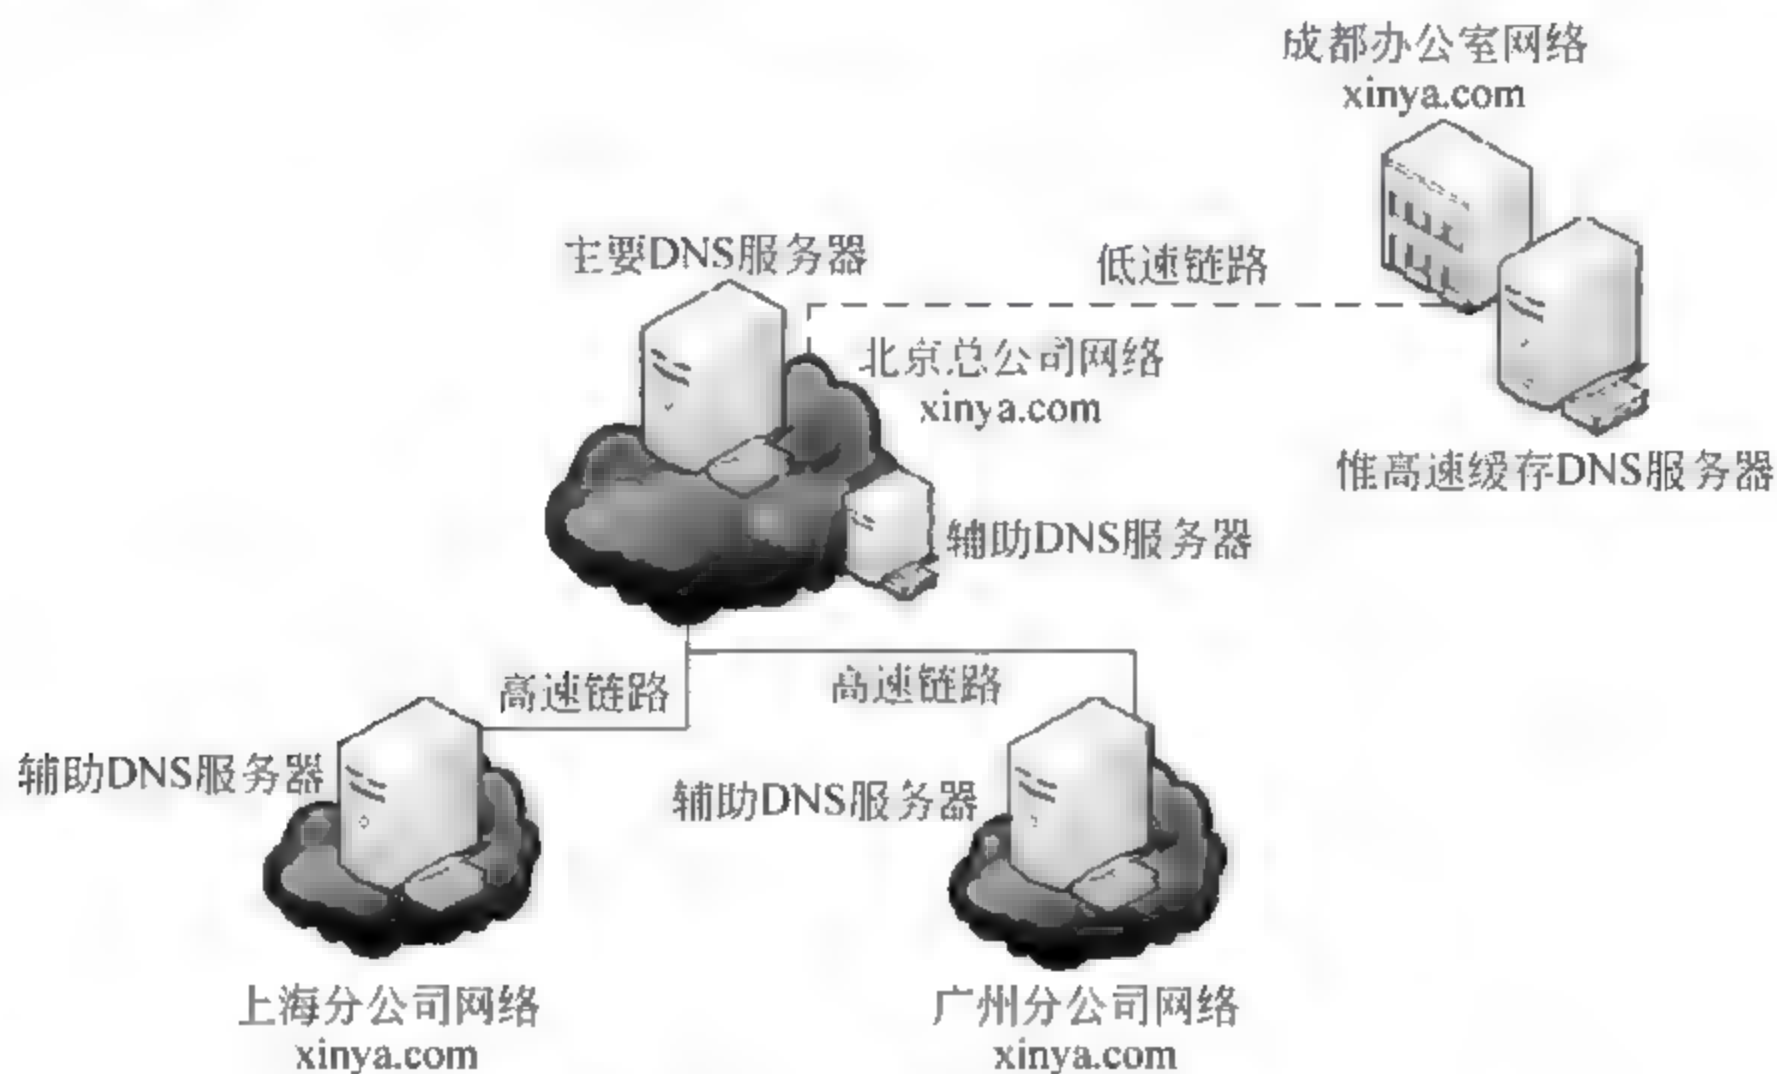 成都办公室网络
xinya.com
主要DNS服务器
低速链路
北京总公司网络
xinya.com
惟高速缓存DNS服务器
辅助DNS服务器
高速链路
高速链路
辅助DNS服务器
辅助DNS服务器
上海分公司网络
xinya.com
广州分公司网络
xinya.com